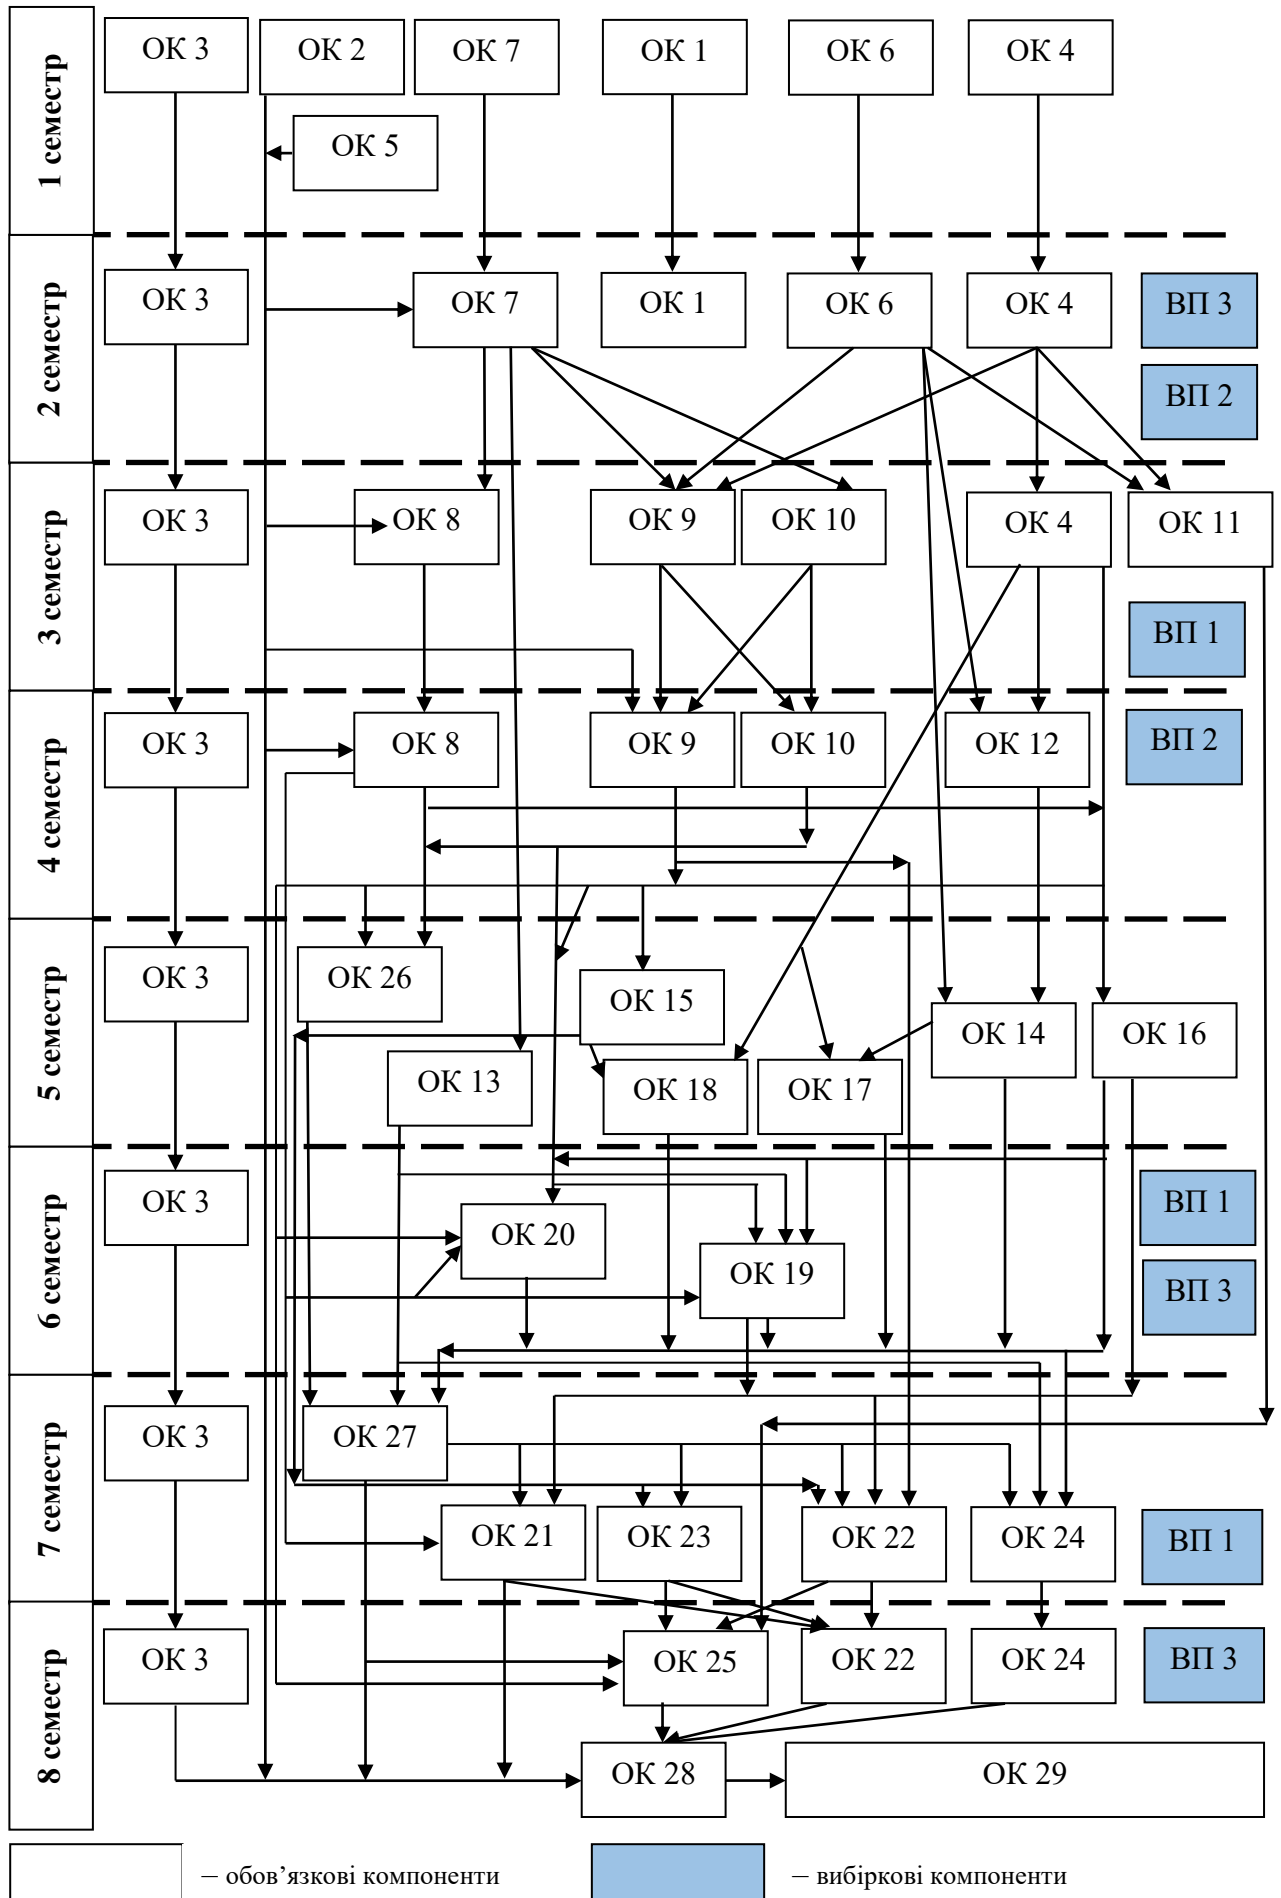 1 семестр
ОК 3
ОК 2
ОК 7
ОК 1
ОК 6
ОК 4
ОК 5
2 семестр
ОК 3
ОК 7
ОК 1
ОК 6
ОК 4
ВП 3
ВП 2
3 семестр
ОК 3
ОК 8
ОК 9
ОК 10
ОК 4
ОК 11
ВП 1
4 семестр
ОК 3
ОК 8
ОК 9
ОК 10
ОК 12
ВП 2
5 семестр
ОК 3
ОК 26
ОК 15
ОК 14
ОК 16
ОК 13
ОК 18
ОК 17
6 семестр
ОК 3
ОК 20
ОК 19
ВП 1
ВП 3
7 семестр
ОК 3
ОК 27
ОК 21
ОК 23
ОК 22
ОК 24
ВП 1
8 семестр
ОК 3
ОК 25
ОК 22
ОК 24
ВП 3
ОК 28
ОК 29
– обов’язкові компоненти
– вибіркові компоненти